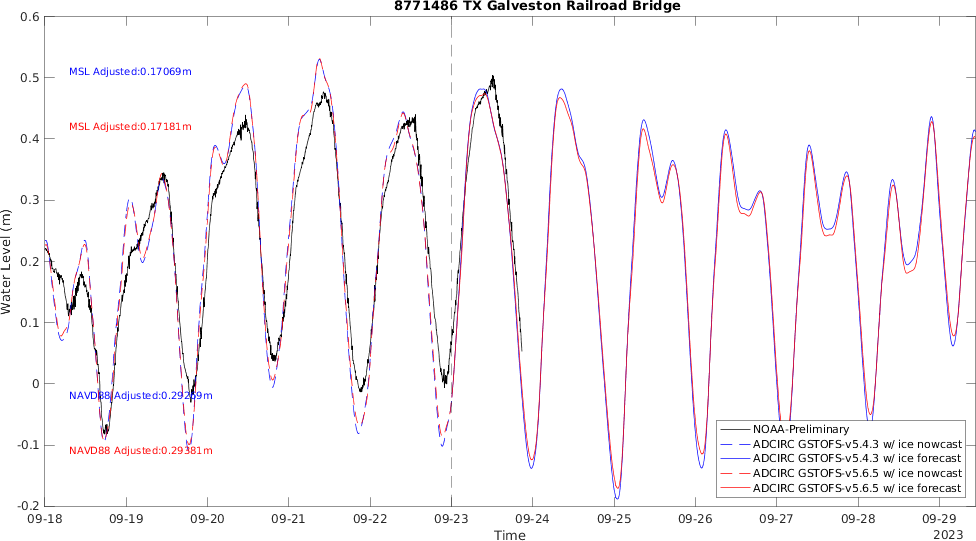 8771486 TX Galveston Railroad Bridge
0.6
0.5
0.4
0.3
0.2
0.1
0
-0.1
-0.2
Water Level (m)
MSL Adjusted:0.17069m
MSL Adjusted:0.17181m
NAVD88 Adjusted:0.29269m
NAVD88 Adjusted:0.29381m
NOAA-Preliminary
ADCIRC GSTOFS-v5.4.3 w/ ice nowcast
ADCIRC GSTOFS-v5.4.3 w/ ice forecast
ADCIRC GSTOFS-v5.6.5 w/ ice nowcast
ADCIRC GSTOFS-v5.6.5 w/ ice forecast
09-18 09-19 09-20 09-21 09-22 09-23 09-24 09-25 09-26 09-27 09-28 09-29
Time
2023